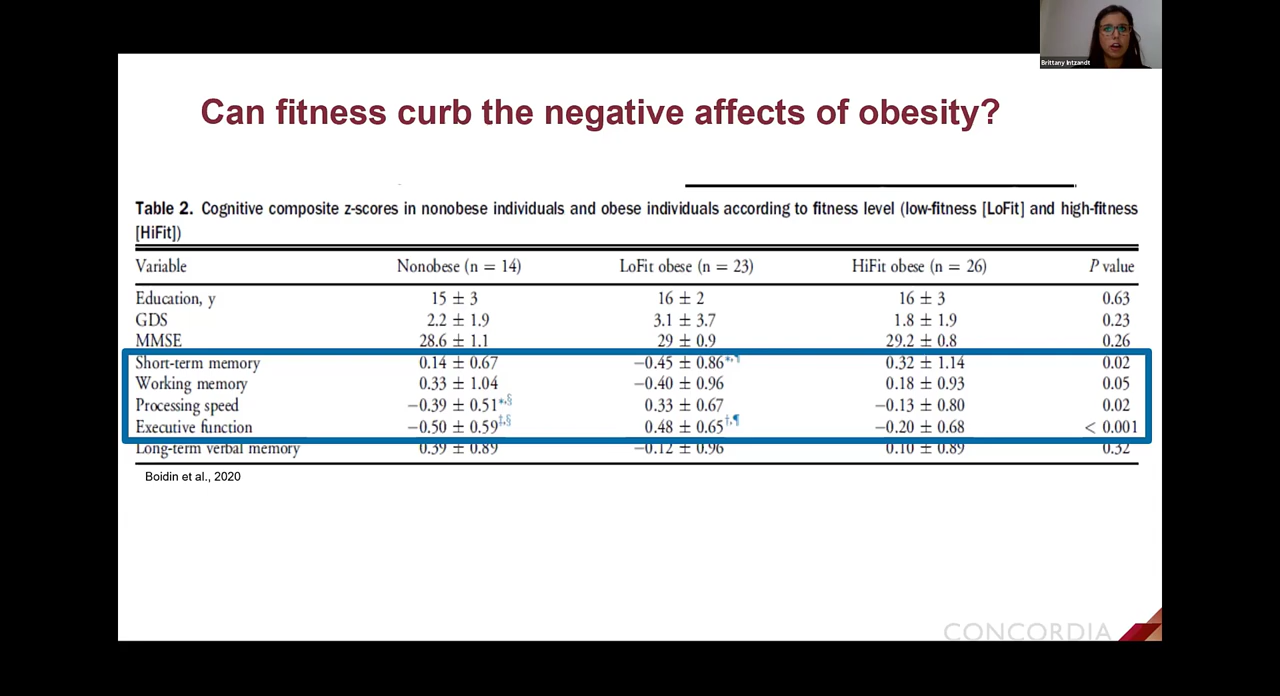 Brittany Intzandt
Can fitness curb the negative affects of obesity?
Table 2. Cognitive composite z-scores in nonobese individuals and obese individuals according to fitness level (low-fitness [LoFit] and high-fitness
[HiFit])
Variable Nonobese (n = 14) LoFit obese (n = 23) HiFit obese (n = 26) P value
Education, y 15 ± 3 16 ± 2 16 ± 3 0.63
GDS 2.2 ± 1.9 3.1 ± 3.7 1.8 ± 1.9 0.23
MMSE 28.6 ± 1.1 29 ± 0.9 29.2 ± 0.8 0.26
Short-term memory 0.14 ± 0.67 −0.45 ± 0.86*,¶ 0.32 ± 1.14 0.02
Working memory 0.33 ± 1.04 −0.40 ± 0.96 0.18 ± 0.93 0.05
Processing speed −0.39 ± 0.51*,§ 0.33 ± 0.67 −0.13 ± 0.80 0.02
Executive function −0.50 ± 0.59‡,§ 0.48 ± 0.65†,¶ −0.20 ± 0.68 < 0.001
Long-term verbal memory 0.39 ± 0.89 −0.12 ± 0.96 0.10 ± 0.89 0.32
Boidin et al., 2020
CONCORDIA